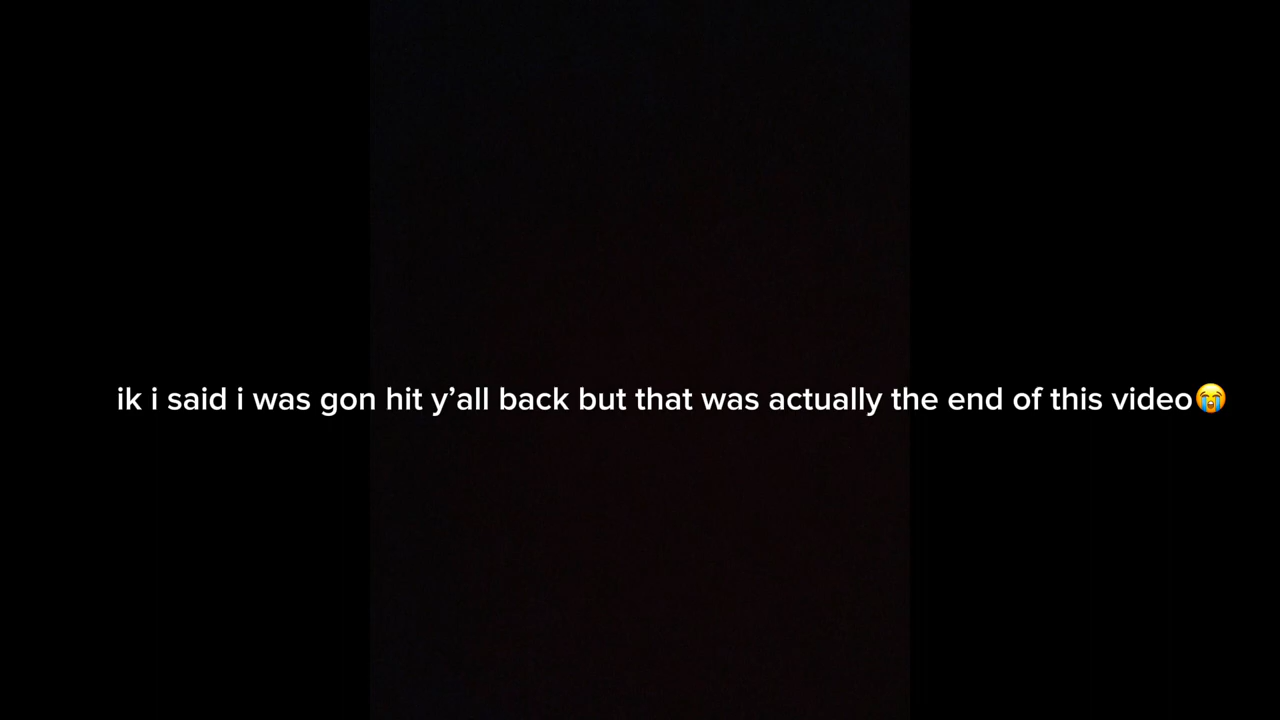 ik i said i was gon hit y’all back but that was actually the end of this video😭